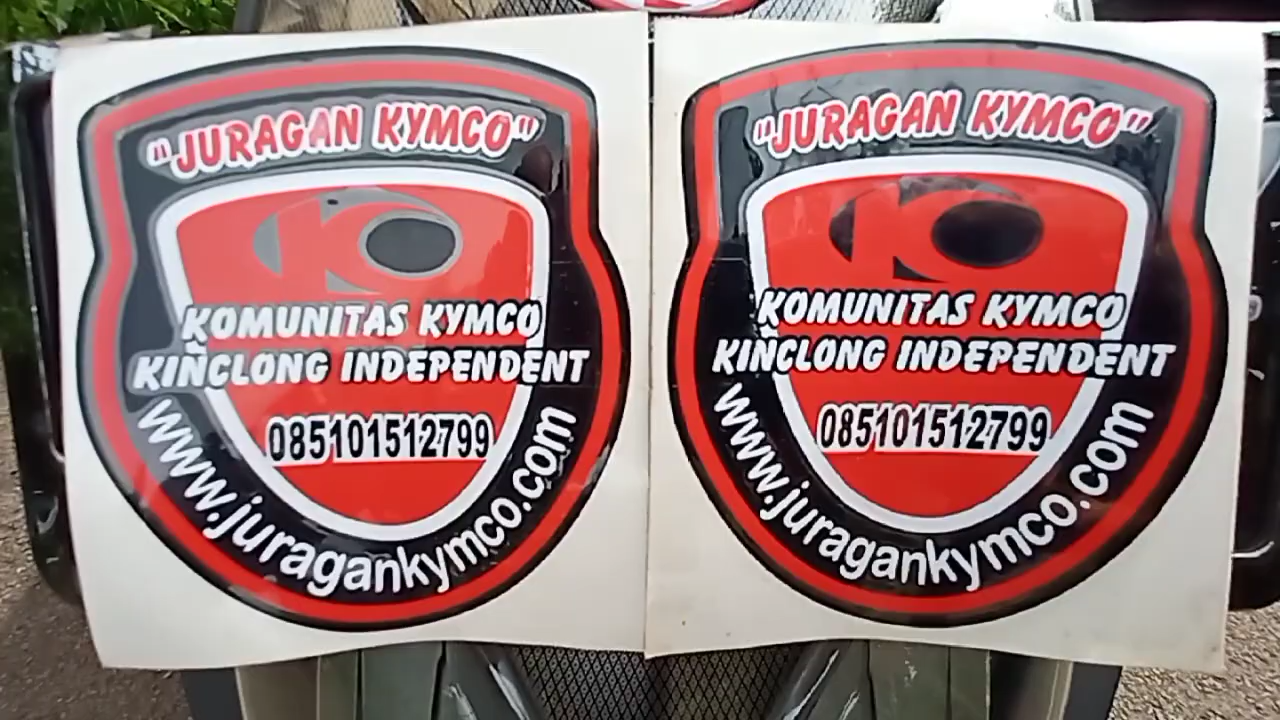 "JURAGAN KYMCO"
KOMUNITAS KYMCO
KINCLONG INDEPENDENT
085101512799
www.juragankymco.com
"JURAGAN KYMCO"
KOMUNITAS KYMCO
KINCLONG INDEPENDENT
085101512799
www.juragankymco.com